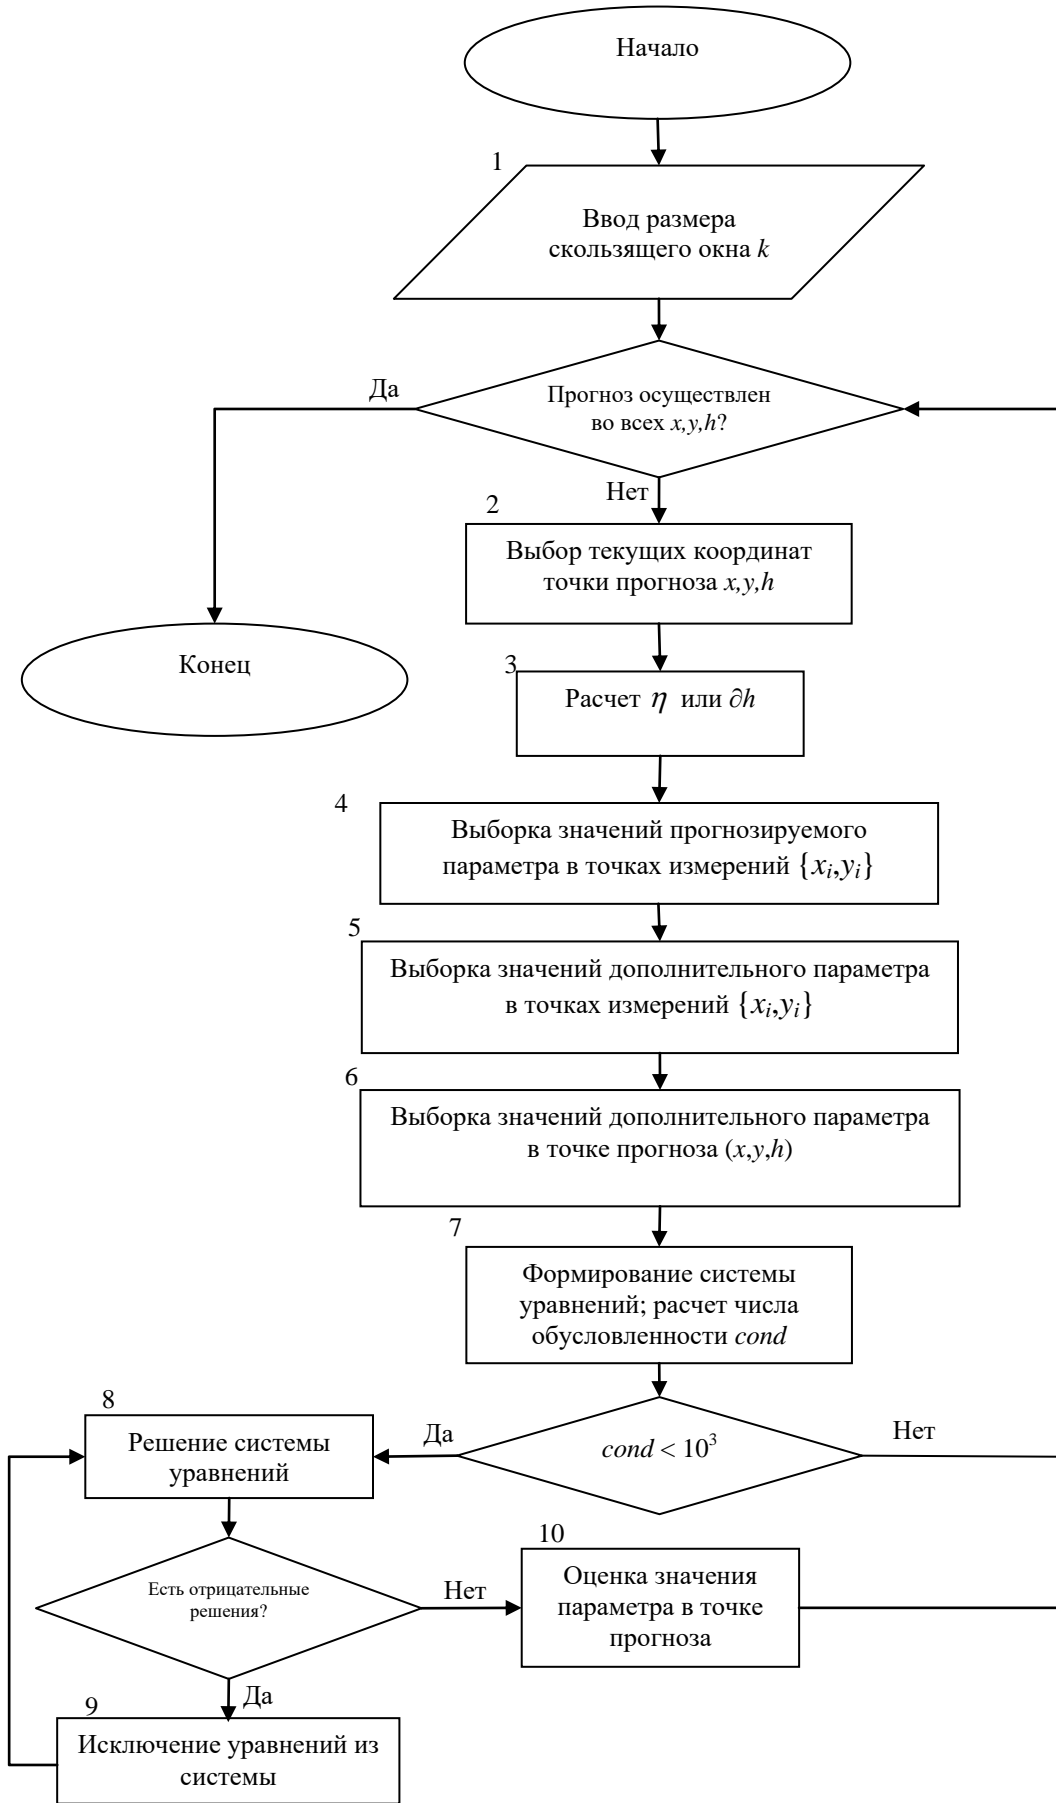 Начало
1
Ввод размера
скользящего окна k
Да
Прогноз осуществлен
во всех x,y,h?
Нет
2
Выбор текущих координат
точки прогноза x,y,h
Конец
3
Расчет η или ∂h
4
Выборка значений прогнозируемого
параметра в точках измерений {xᵢ,yᵢ}
5
Выборка значений дополнительного параметра
в точках измерений {xᵢ,yᵢ}
6
Выборка значений дополнительного параметра
в точке прогноза (x,y,h)
7
Формирование системы
уравнений; расчет числа
обусловленности cond
8
Решение системы
уравнений
Да
cond < 10³
Нет
Есть отрицательные
решения?
Нет
10
Оценка значения
параметра в точке
прогноза
Да
9
Исключение уравнений из
системы